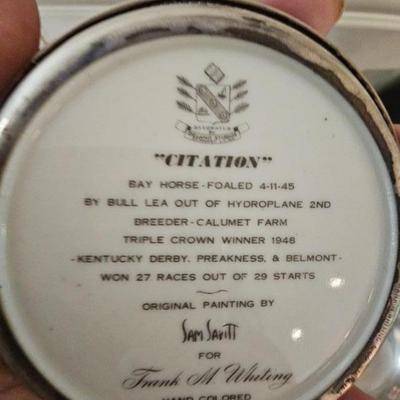 "CITATION"
BAY HORSE-FOALED 4-11-45
BY BULL LEA OUT OF HYDROPLANE 2ND
BREEDER-CALUMET FARM
TRIPLE CROWN WINNER 1948
-KENTUCKY DERBY, PREAKNESS, & BELMONT-
WON 27 RACES OUT OF 29 STARTS
ORIGINAL PAINTING BY
SAM SAVITT
FOR
Frank M. Whiting
HAND COLORED